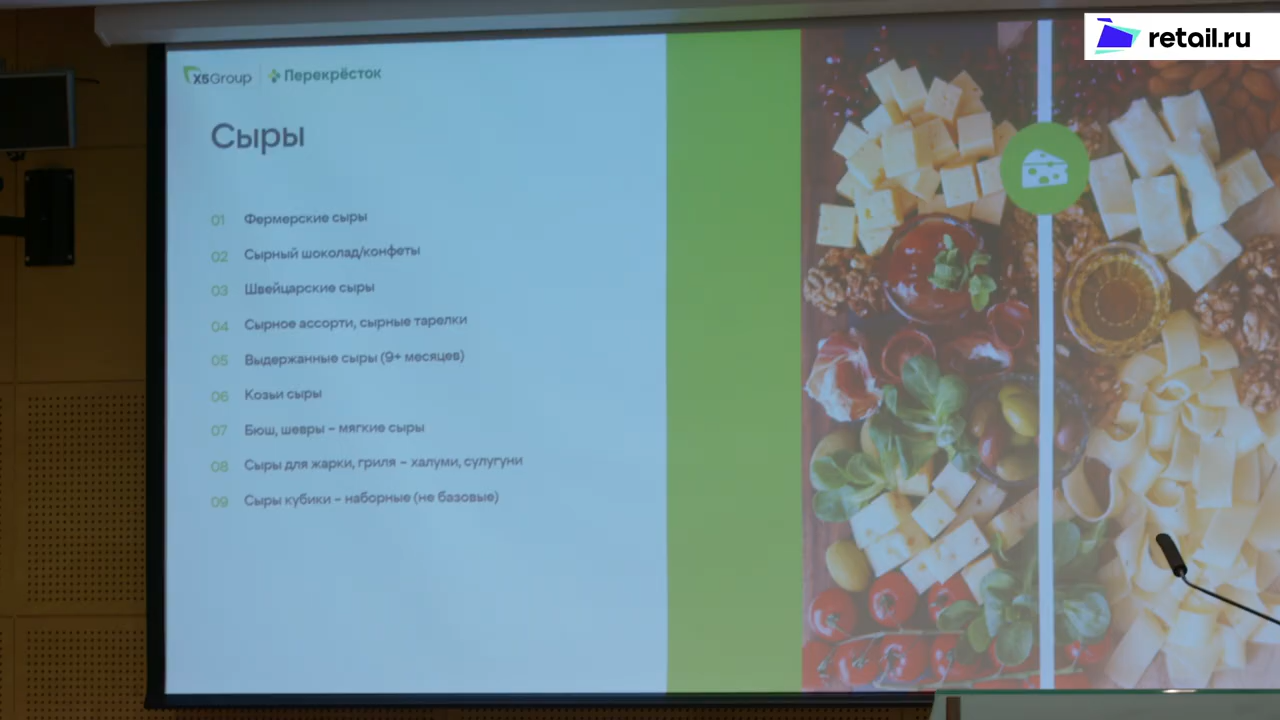 retail.ru
X5Group
Перекрёсток
Сыры
01 Фермерские сыры
02 Сырный шоколад/конфеты
03 Швейцарские сыры
04 Сырное ассорти, сырные тарелки
05 Выдержанные сыры (9+ месяцев)
06 Козьи сыры
07 Бюш, шевры – мягкие сыры
08 Сыры для жарки, гриля – халуми, сулугуни
09 Сыры кубики – наборные (не базовые)